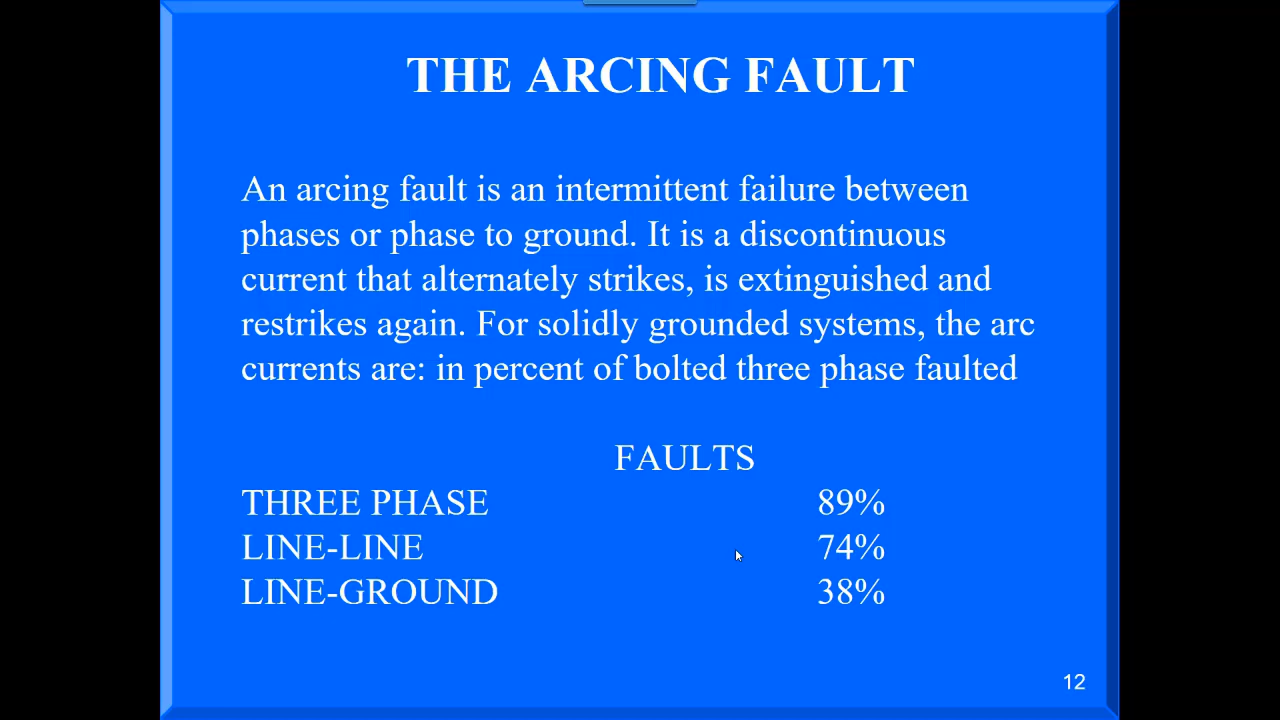 THE ARCING FAULT
An arcing fault is an intermittent failure between
phases or phase to ground. It is a discontinuous
current that alternately strikes, is extinguished and
restrikes again. For solidly grounded systems, the arc
currents are: in percent of bolted three phase faulted
FAULTS
THREE PHASE 89%
LINE-LINE 74%
LINE-GROUND 38%
12